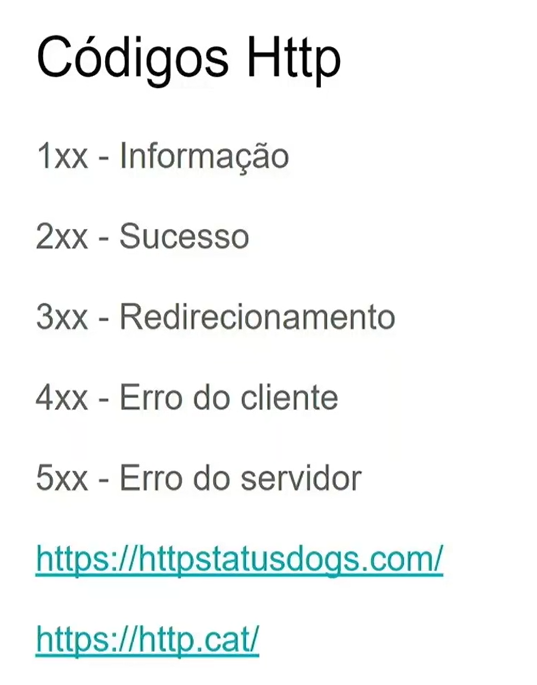 Códigos Http
1xx - Informação
2xx - Sucesso
3xx - Redirecionamento
4xx - Erro do cliente
5xx - Erro do servidor
https://httpstatusdogs.com/
https://http.cat/